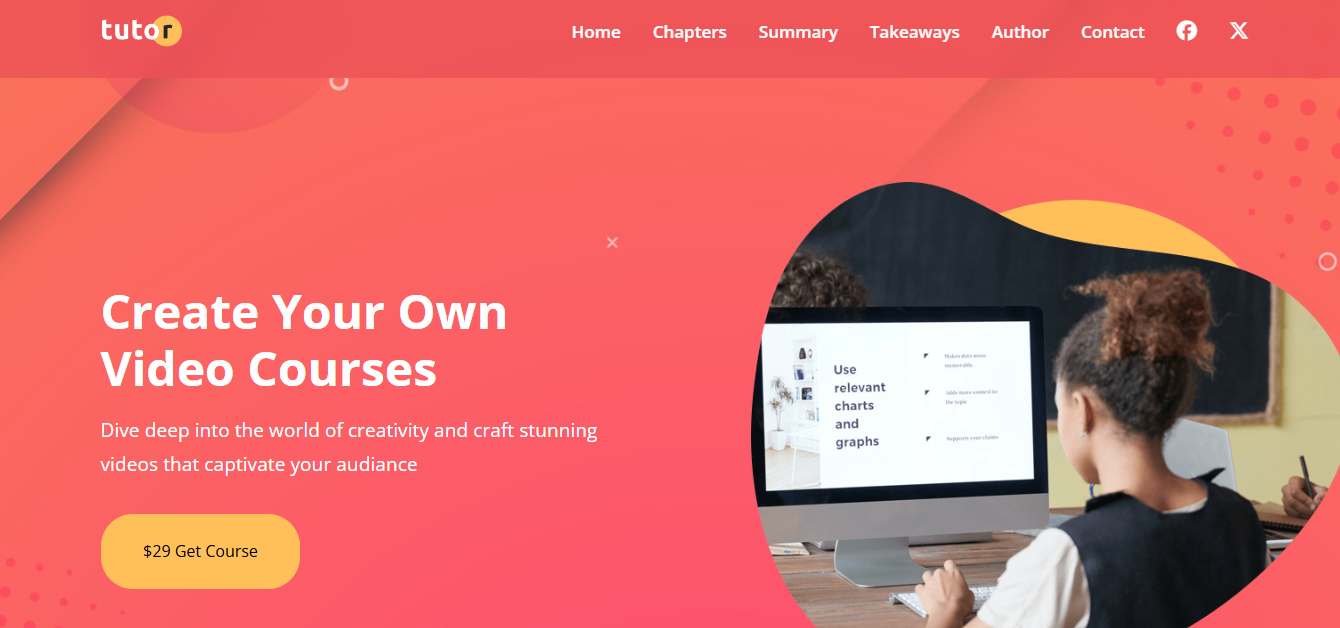 tutor
Home Chapters Summary Takeaways Author Contact
Create Your Own
Video Courses
Dive deep into the world of creativity and craft stunning
videos that captivate your audiance
$29 Get Course
Use
relevant
charts
and
graphs
Makes data more
memorable
Adds more context to
the topic
Supports your claims